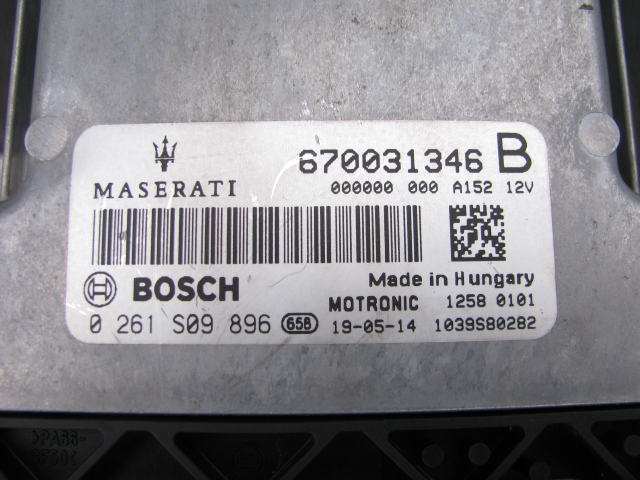 MASERATI
670031346 B
000000 000 A152 12V
BOSCH
Made in Hungary
MOTRONIC 1258 0101
0 261 S09 896 658 19-05-14 1039S80282